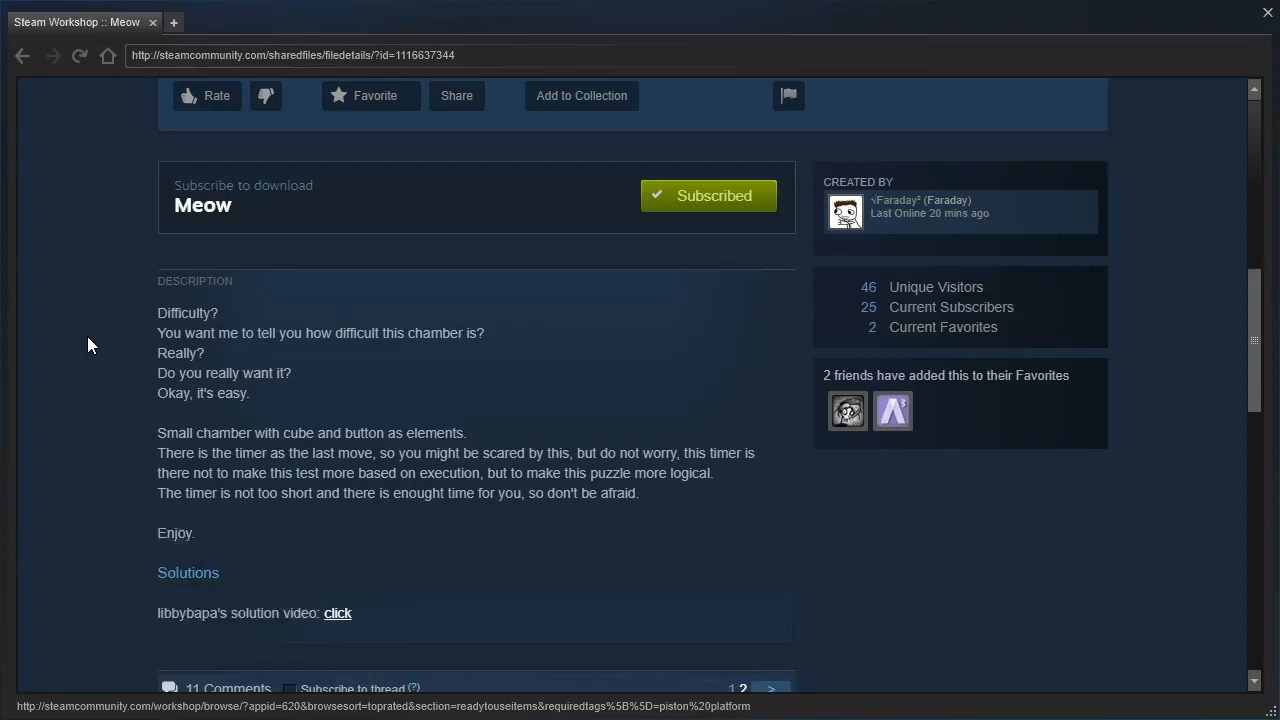 Steam Workshop :: Meow
http://steamcommunity.com/sharedfiles/filedetails/?id=1116637344
Rate
Favorite
Share
Add to Collection
Subscribe to download
Meow
Subscribed
CREATED BY
√Faraday² (Faraday)
Last Online 20 mins ago
46 Unique Visitors
25 Current Subscribers
2 Current Favorites
2 friends have added this to their Favorites
DESCRIPTION
Difficulty?
You want me to tell you how difficult this chamber is?
Really?
Do you really want it?
Okay, it's easy.
Small chamber with cube and button as elements.
There is the timer as the last move, so you might be scared by this, but do not worry, this timer is
there not to make this test more based on execution, but to make this puzzle more logical.
The timer is not too short and there is enought time for you, so don't be afraid.
Enjoy.
Solutions
libbybapa's solution video: click
11 Comments Subscribe to thread (?) 1 2 >
http://steamcommunity.com/workshop/browse/?appid=620&browsesort=toprated&section=readytouseitems&requiredtags%5B%5D=piston%20platform